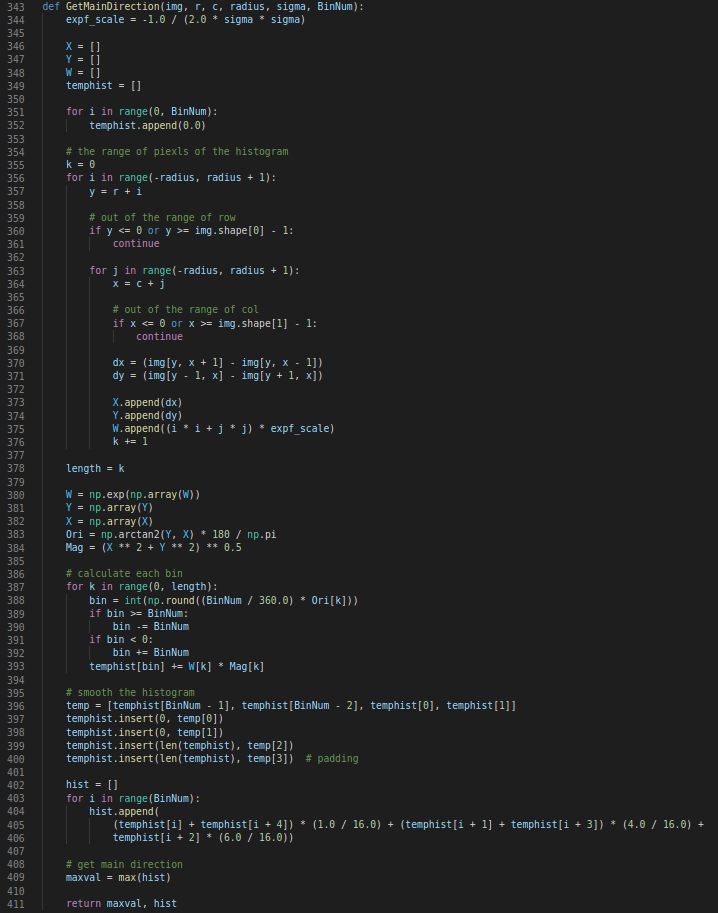 343 def GetMainDirection(img, r, c, radius, sigma, BinNum):
344     expf_scale = -1.0 / (2.0 * sigma * sigma)
345
346     X = []
347     Y = []
348     W = []
349     temphist = []
350
351     for i in range(0, BinNum):
352         temphist.append(0.0)
353
354     # the range of piexls of the histogram
355     k = 0
356     for i in range(-radius, radius + 1):
357         y = r + i
358
359         # out of the range of row
360         if y <= 0 or y >= img.shape[0] - 1:
361             continue
362
363         for j in range(-radius, radius + 1):
364             x = c + j
365
366             # out of the range of col
367             if x <= 0 or x >= img.shape[1] - 1:
368                 continue
369
370             dx = (img[y, x + 1] - img[y, x - 1])
371             dy = (img[y - 1, x] - img[y + 1, x])
372
373             X.append(dx)
374             Y.append(dy)
375             W.append((i * i + j * j) * expf_scale)
376             k += 1
377
378     length = k
379
380     W = np.exp(np.array(W))
381     Y = np.array(Y)
382     X = np.array(X)
383     Ori = np.arctan2(Y, X) * 180 / np.pi
384     Mag = (X ** 2 + Y ** 2) ** 0.5
385
386     # calculate each bin
387     for k in range(0, length):
388         bin = int(np.round((BinNum / 360.0) * Ori[k]))
389         if bin >= BinNum:
390             bin -= BinNum
391         if bin < 0:
392             bin += BinNum
393         temphist[bin] += W[k] * Mag[k]
394
395     # smooth the histogram
396     temp = [temphist[BinNum - 1], temphist[BinNum - 2], temphist[0], temphist[1]]
397     temphist.insert(0, temp[0])
398     temphist.insert(0, temp[1])
399     temphist.insert(len(temphist), temp[2])
400     temphist.insert(len(temphist), temp[3])  # padding
401
402     hist = []
403     for i in range(BinNum):
404         hist.append(
405             (temphist[i] + temphist[i + 4]) * (1.0 / 16.0) + (temphist[i + 1] + temphist[i + 3]) * (4.0 / 16.0) +
406             temphist[i + 2] * (6.0 / 16.0))
407
408     # get main direction
409     maxval = max(hist)
410
411     return maxval, hist